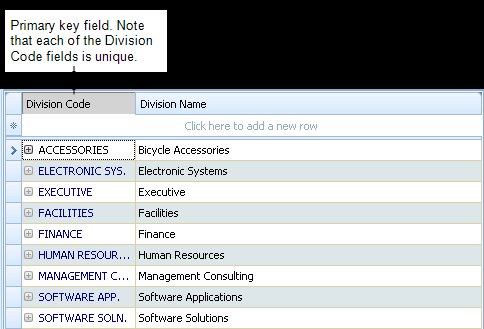 Primary key field. Note
that each of the Division
Code fields is unique.
Division Code Division Name
Click here to add a new row
ACCESSORIES Bicycle Accessories
ELECTRONIC SYS. Electronic Systems
EXECUTIVE Executive
FACILITIES Facilities
FINANCE Finance
HUMAN RESOUR... Human Resources
MANAGEMENT C... Management Consulting
SOFTWARE APP. Software Applications
SOFTWARE SOLN. Software Solutions